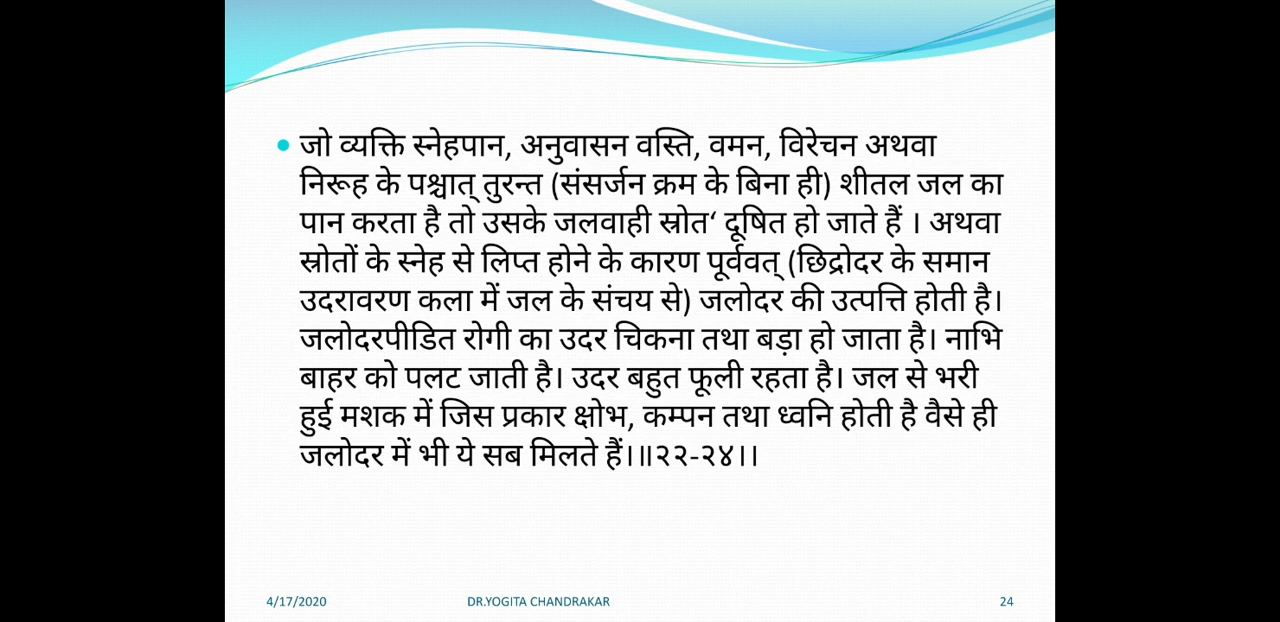 • जो व्यक्ति स्नेहपान, अनुवासन वस्ति, वमन, विरेचन अथवा
निरूह के पश्चात् तुरन्त (संसर्जन क्रम के बिना ही) शीतल जल का
पान करता है तो उसके जलवाही स्रोत‘ दूषित हो जाते हैं । अथवा
स्रोतों के स्नेह से लिप्त होने के कारण पूर्ववत् (छिद्रोदर के समान
उदरावरण कला में जल के संचय से) जलोदर की उत्पत्ति होती है।
जलोदरपीडित रोगी का उदर चिकना तथा बड़ा हो जाता है। नाभि
बाहर को पलट जाती है। उदर बहुत फूली रहता है। जल से भरी
हुई मशक में जिस प्रकार क्षोभ, कम्पन तथा ध्वनि होती है वैसे ही
जलोदर में भी ये सब मिलते हैं।॥२२-२४।।
4/17/2020 DR.YOGITA CHANDRAKAR 24